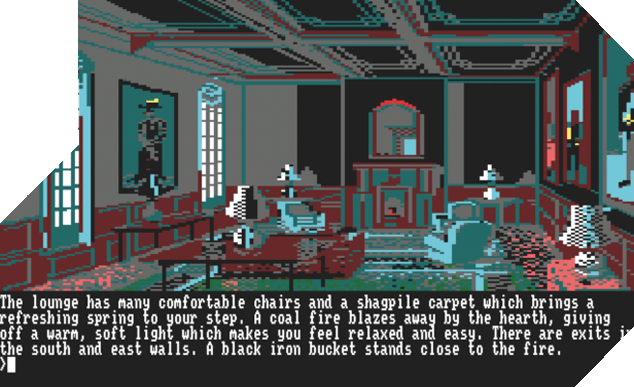 The lounge has many comfortable chairs and a shagpile carpet which brings a
refreshing spring to your step. A coal fire blazes away by the hearth, giving
off a warm, soft light which makes you feel relaxed and easy. There are exits i
the south and east walls. A black iron bucket stands close to the fire.
>